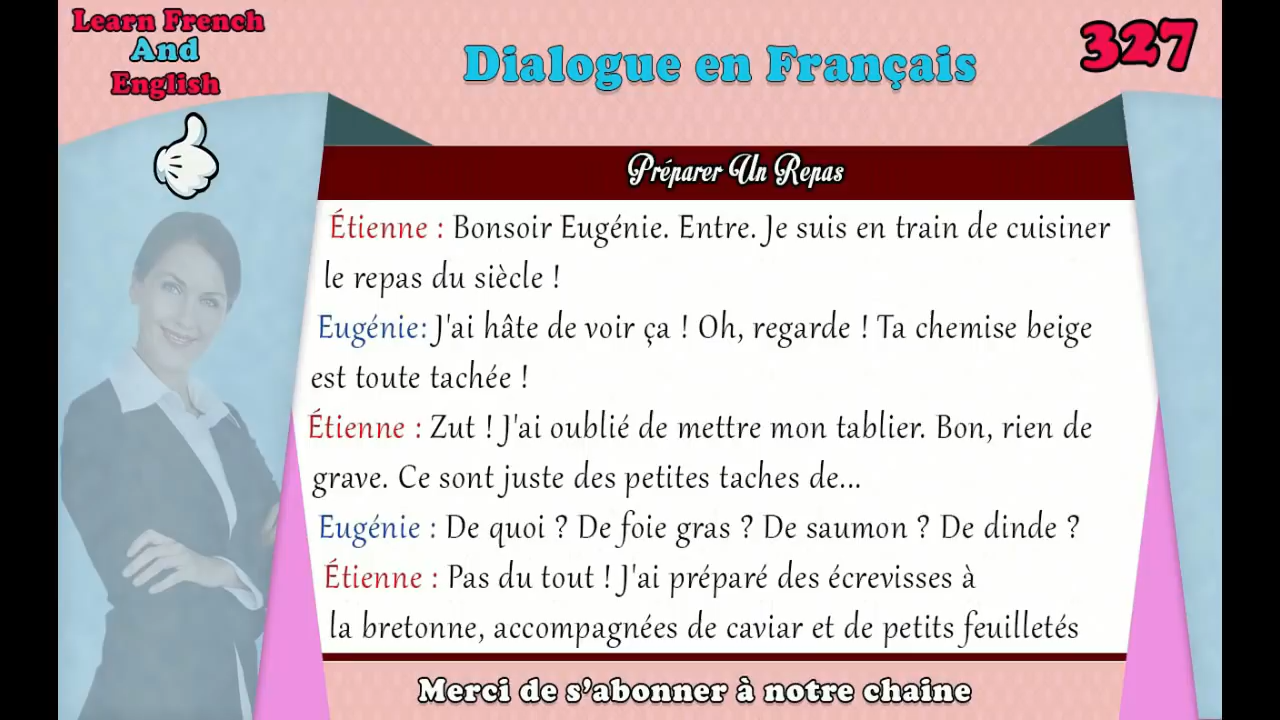 Learn French
And
English
Dialogue en Français
327
Préparer Un Repas
Étienne : Bonsoir Eugénie. Entre. Je suis en train de cuisiner
le repas du siècle !
Eugénie: J'ai hâte de voir ça ! Oh, regarde ! Ta chemise beige
est toute tachée !
Étienne : Zut ! J'ai oublié de mettre mon tablier. Bon, rien de
grave. Ce sont juste des petites taches de...
Eugénie : De quoi ? De foie gras ? De saumon ? De dinde ?
Étienne : Pas du tout ! J'ai préparé des écrevisses à
la bretonne, accompagnées de caviar et de petits feuilletés
Merci de s'abonner à notre chaine